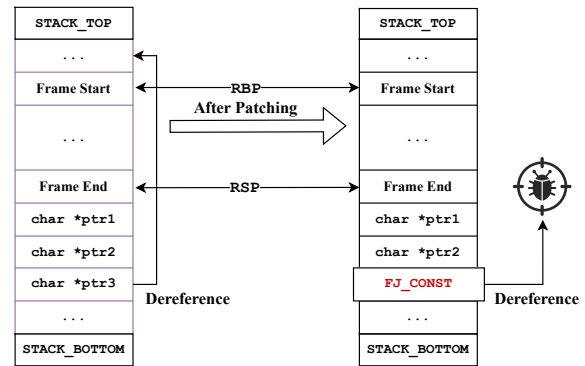 STACK_TOP
...
Frame Start
...
Frame End
char *ptr1
char *ptr2
char *ptr3
...
STACK_BOTTOM
Dereference
RBP
After Patching
RSP
STACK_TOP
...
Frame Start
...
Frame End
char *ptr1
char *ptr2
FJ_CONST
...
STACK_BOTTOM
Dereference